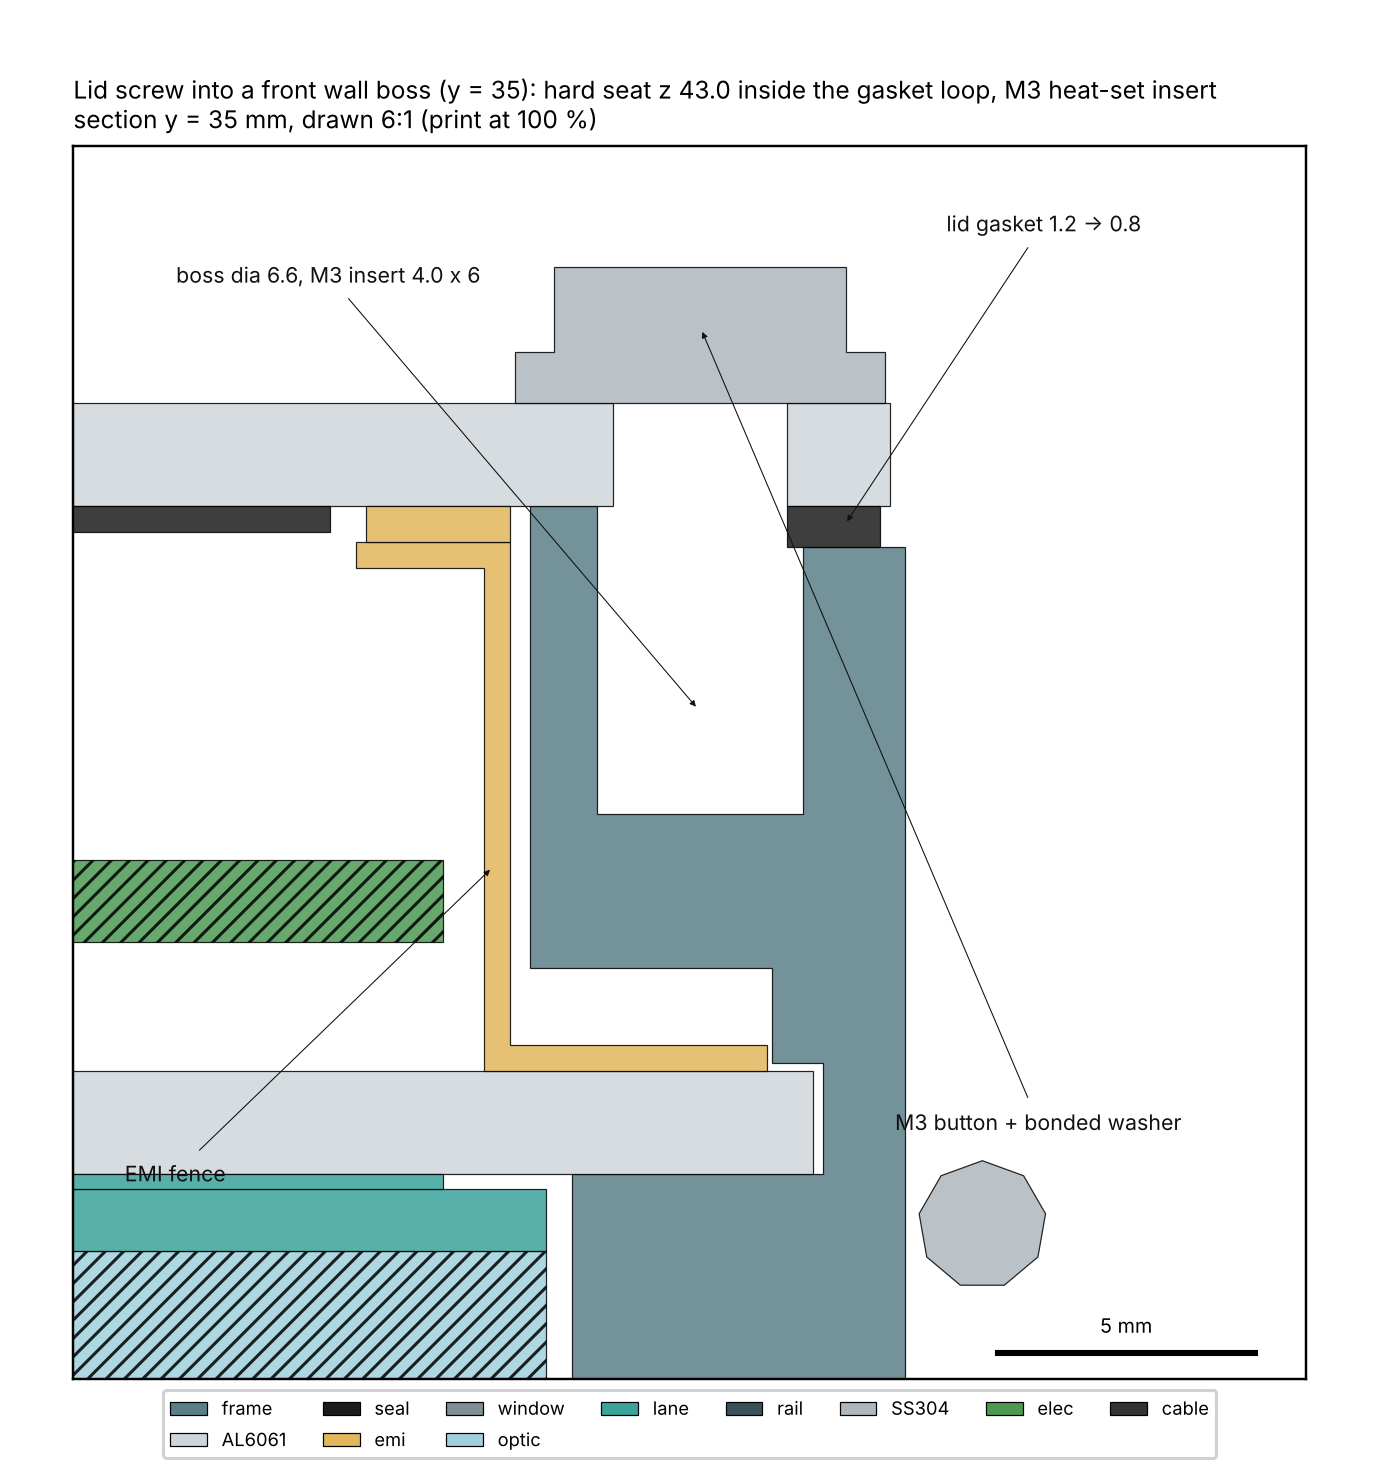 Lid screw into a front wall boss (y = 35): hard seat z 43.0 inside the gasket loop, M3 heat-set insert
section y = 35 mm, drawn 6:1 (print at 100 %)
lid gasket 1.2 → 0.8
boss dia 6.6, M3 insert 4.0 x 6
M3 button + bonded washer
EMI fence
5 mm
frame seal window lane rail SS304 elec cable
AL6061 emi optic